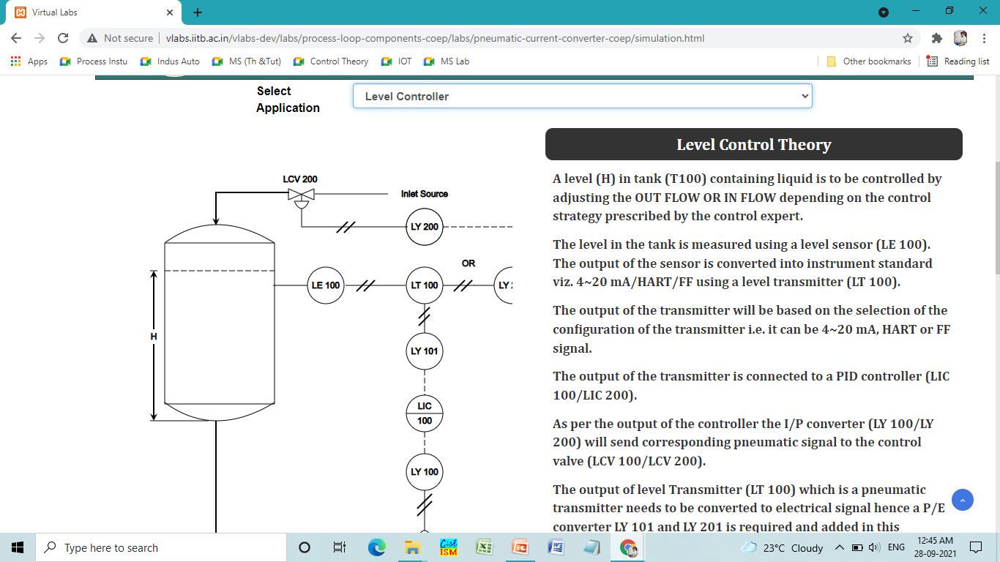 Virtual Labs
Not secure
vlabs.iitb.ac.in/vlabs-dev/labs/process-loop-components-coep/labs/pneumatic-current-converter-coep/simulation.html
Apps
Process Instu
Indus Auto
MS (Th &Tut)
Control Theory
IOT
MS Lab
Other bookmarks
Reading list
Select
Application
Level Controller
LCV 200
Inlet Source
LY 200
OR
LE 100
LT 100
LY
H
LY 101
LIC
100
LY 100
Level Control Theory
A level (H) in tank (T100) containing liquid is to be controlled by
adjusting the OUT FLOW OR IN FLOW depending on the control
strategy prescribed by the control expert.
The level in the tank is measured using a level sensor (LE 100).
The output of the sensor is converted into instrument standard
viz. 4~20 mA/HART/FF using a level transmitter (LT 100).
The output of the transmitter will be based on the selection of the
configuration of the transmitter i.e. it can be 4~20 mA, HART or FF
signal.
The output of the transmitter is connected to a PID controller (LIC
100/LIC 200).
As per the output of the controller the I/P converter (LY 100/LY
200) will send corresponding pneumatic signal to the control
valve (LCV 100/LCV 200).
The output of level Transmitter (LT 100) which is a pneumatic
transmitter needs to be converted to electrical signal hence a P/E
converter LY 101 and LY 201 is required and added in this
Type here to search
Gist
ISM
23°C Cloudy
ENG
12:45 AM
28-09-2021